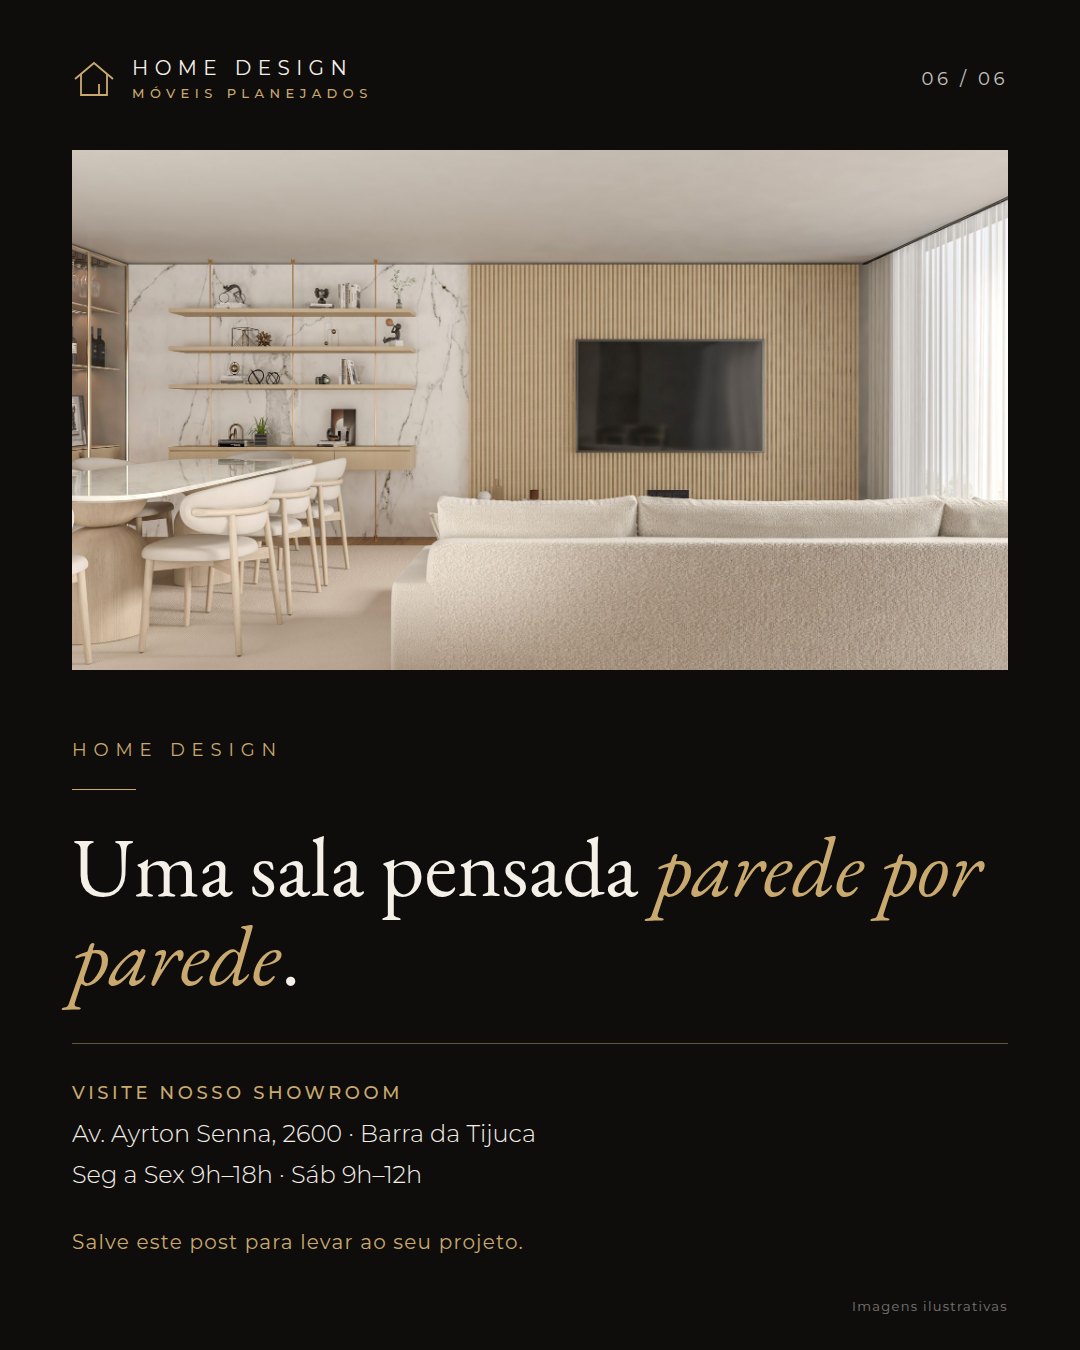 HOME DESIGN
MÓVEIS PLANEJADOS
06 / 06
HOME DESIGN
Uma sala pensada parede por
parede.
VISITE NOSSO SHOWROOM
Av. Ayrton Senna, 2600 · Barra da Tijuca
Seg a Sex 9h–18h · Sáb 9h–12h
Salve este post para levar ao seu projeto.
Imagens ilustrativas